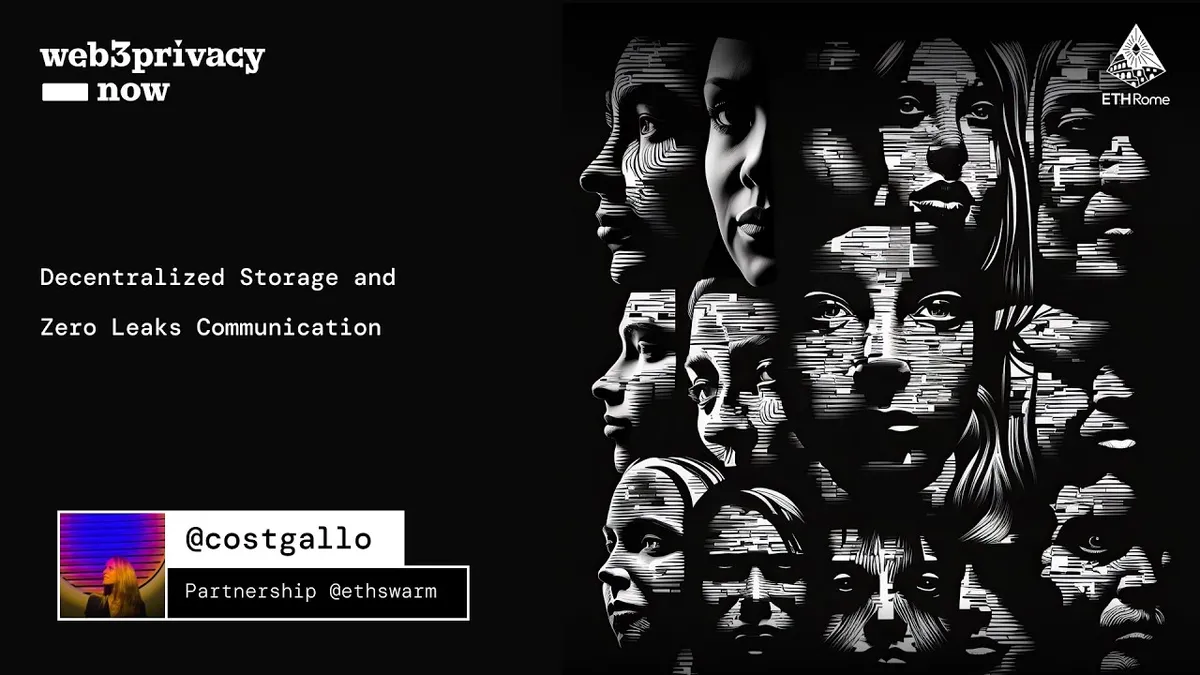 web3privacy
now
ETHRome
Decentralized Storage and
Zero Leaks Communication
@costgallo
Partnership @ethswarm